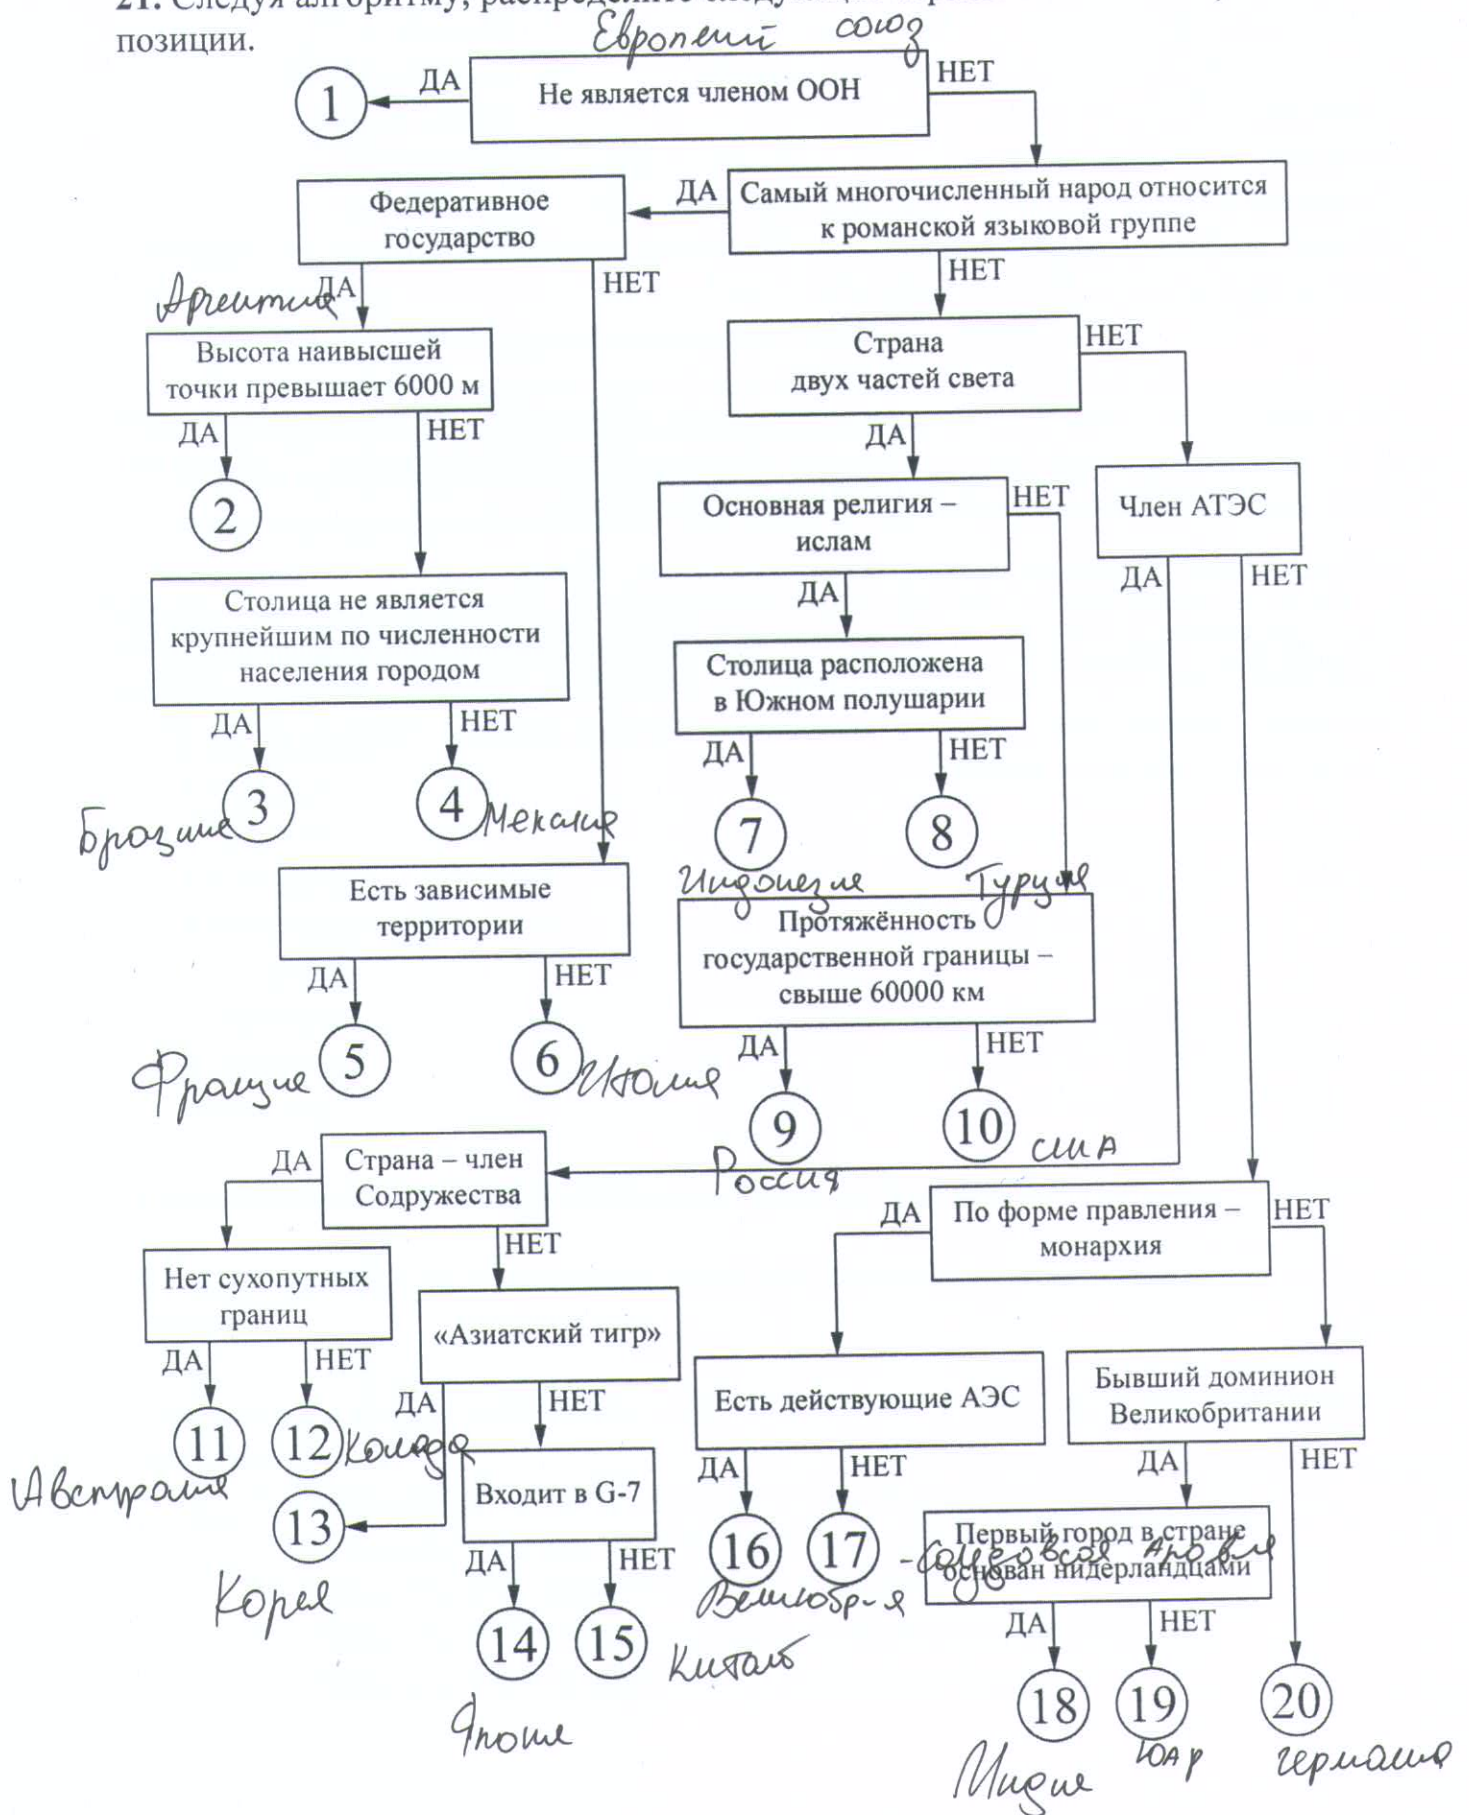 позиции.
Европеий союз
ДА
Не является членом ООН
НЕТ
1
Федеративное
государство
ДА
Самый многочисленный народ относится
к романской языковой группе
ДА
НЕТ
НЕТ
Аргентина
Высота наивысшей
точки превышает 6000 м
Страна
двух частей света
НЕТ
ДА
НЕТ
ДА
2
Основная религия –
ислам
НЕТ
Член АТЭС
ДА
ДА
НЕТ
Столица не является
крупнейшим по численности
населения городом
Столица расположена
в Южном полушарии
ДА
НЕТ
ДА
НЕТ
3
4
7
8
Бразилие
Мексика
Индонезия
Турция
Есть зависимые
территории
Протяжённость
государственной границы –
свыше 60000 км
ДА
НЕТ
ДА
НЕТ
5
6
9
10
Франция
Италия
Россия
США
ДА
Страна – член
Содружества
НЕТ
ДА
По форме правления –
монархия
НЕТ
Нет сухопутных
границ
«Азиатский тигр»
ДА
НЕТ
ДА
НЕТ
Есть действующие АЭС
Бывший доминион
Великобритании
11
12
Канада
Австралия
Входит в G-7
ДА
НЕТ
ДА
НЕТ
13
Корея
ДА
НЕТ
16
17
Великобр-я
-Саудовская Аравия
Первый город в стране
основан нидерландцами
ДА
НЕТ
14
15
Япония
Китай
18
19
20
Индия
ЮАР
Германия